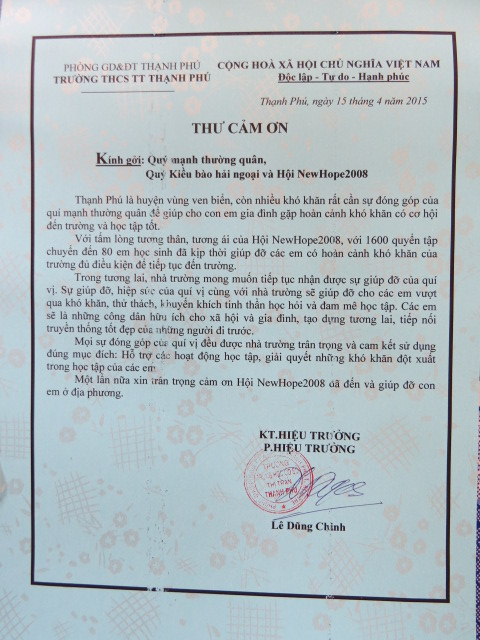 PHÒNG GD&ĐT THẠNH PHÚ
TRƯỜNG THCS TT THẠNH PHÚ
CỘNG HOÀ XÃ HỘI CHỦ NGHĨA VIỆT NAM
Độc lập - Tự do - Hạnh phúc
Thạnh Phú, ngày 15 tháng 4 năm 2015
THƯ CẢM ƠN
Kính gởi: Quý mạnh thường quân,
Quý Kiều bào hải ngoại và Hội NewHope2008
Thạnh Phú là huyện vùng ven biển, còn nhiều khó khăn rất cần sự đóng góp của
quí mạnh thường quân để giúp cho con em gia đình gặp hoàn cảnh khó khăn có cơ hội
đến trường và học tập tốt.
Với tấm lòng tương thân, tương ái của Hội NewHope2008, với 1600 quyển tập
chuyển đến 80 em học sinh đã kịp thời giúp đỡ các em có hoàn cảnh khó khăn của
trường đủ điều kiện để tiếp tục đến trường.
Trong tương lai, nhà trường mong muốn tiếp tục nhận được sự giúp đỡ của quí
vị. Sự giúp đỡ, hiệp sức của quí vị cùng với nhà trường sẽ giúp đỡ cho các em vượt
qua khó khăn, thử thách, khuyến khích tinh thần học hỏi và đam mê học tập. Các em
sẽ là những công dân hữu ích cho xã hội và gia đình, tạo dựng tương lai, tiếp nối
truyền thống tốt đẹp của những người đi trước.
Mọi sự đóng góp của quí vị đều được nhà trường trân trọng và cam kết sử dụng
đúng mục đích: Hỗ trợ các hoạt động học tập, giải quyết những khó khăn đột xuất
trong học tập của các em
Một lần nữa xin trân trọng cảm ơn Hội NewHope2008 đã đến và giúp đỡ con
em ở địa phương.
KT.HIỆU TRƯỞNG
P.HIỆU TRƯỞNG
TRƯỜNG
THỊ TRẤN
THẠNH PHÚ
Lê Dũng Chinh